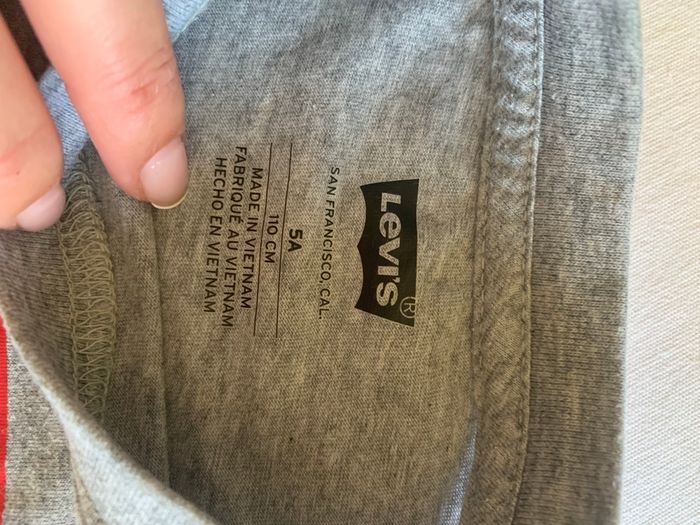 Levi's®
SAN FRANCISCO, CAL.
5A
110 CM
MADE IN VIETNAM
FABRIQUÉ AU VIETNAM
HECHO EN VIETNAM